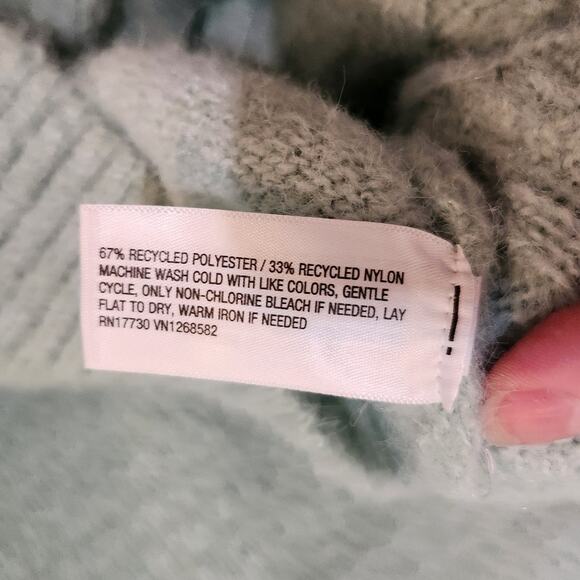 67% RECYCLED POLYESTER / 33% RECYCLED NYLON
MACHINE WASH COLD WITH LIKE COLORS, GENTLE
CYCLE, ONLY NON-CHLORINE BLEACH IF NEEDED, LAY
FLAT TO DRY, WARM IRON IF NEEDED
RN17730 VN1268582